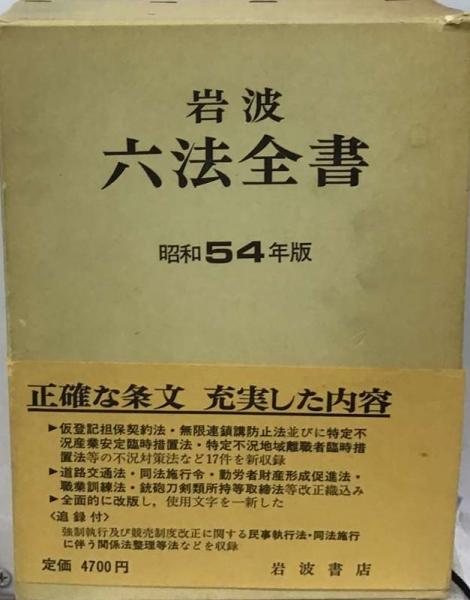 岩波
六法全書
昭和54年版
正確な条文 充実した内容
▶仮登記担保契約法・無限連鎖講防止法並びに特定不
況産業安定臨時措置法・特定不況地域離職者臨時措
置法等の不況対策法など17件を新収録
▶道路交通法・同法施行令・勤労者財産形成促進法・
職業訓練法・銃砲刀剣類所持等取締法等改正織込み
▶全面的に改版し，使用文字を一新した
〈追録付〉
強制執行及び競売制度改正に関する民事執行法・同法施行
に伴う関係法整理等法などを収録
定価 4700円
岩波書店